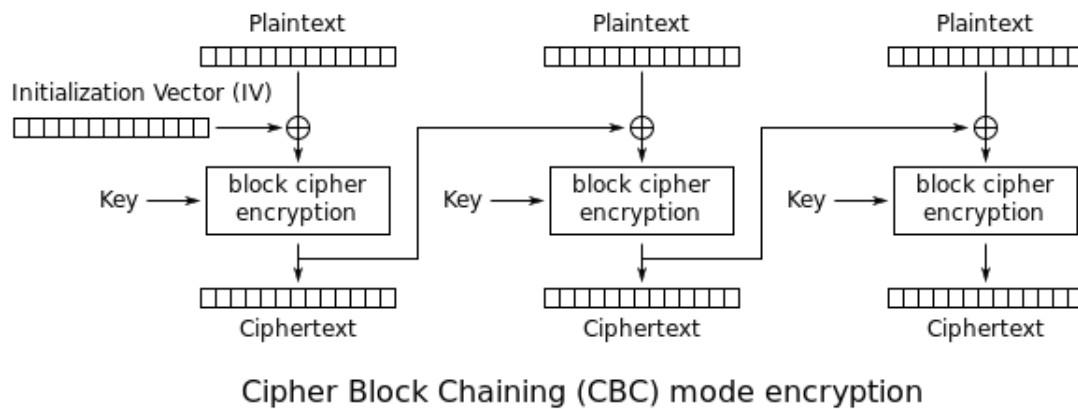 Plaintext
Plaintext
Plaintext
Initialization Vector (IV)
Key
block cipher
encryption
Key
block cipher
encryption
Key
block cipher
encryption
Ciphertext
Ciphertext
Ciphertext
Cipher Block Chaining (CBC) mode encryption